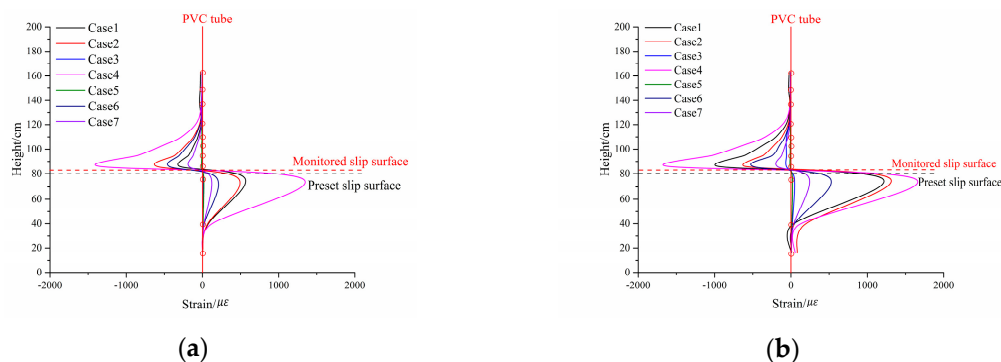 PVC tube
200
180
160
140
120
100
80
60
40
20
0
Height/cm
Case1
Case2
Case3
Case4
Case5
Case6
Case7
Monitored slip surface
Preset slip surface
-2000
-1000
0
1000
2000
Strain/με
(a)
PVC tube
200
180
160
140
120
100
80
60
40
20
0
Height/cm
Case1
Case2
Case3
Case4
Case5
Case6
Case7
Monitored slip surface
Preset slip surface
-2000
-1000
0
1000
2000
Strain/με
(b)